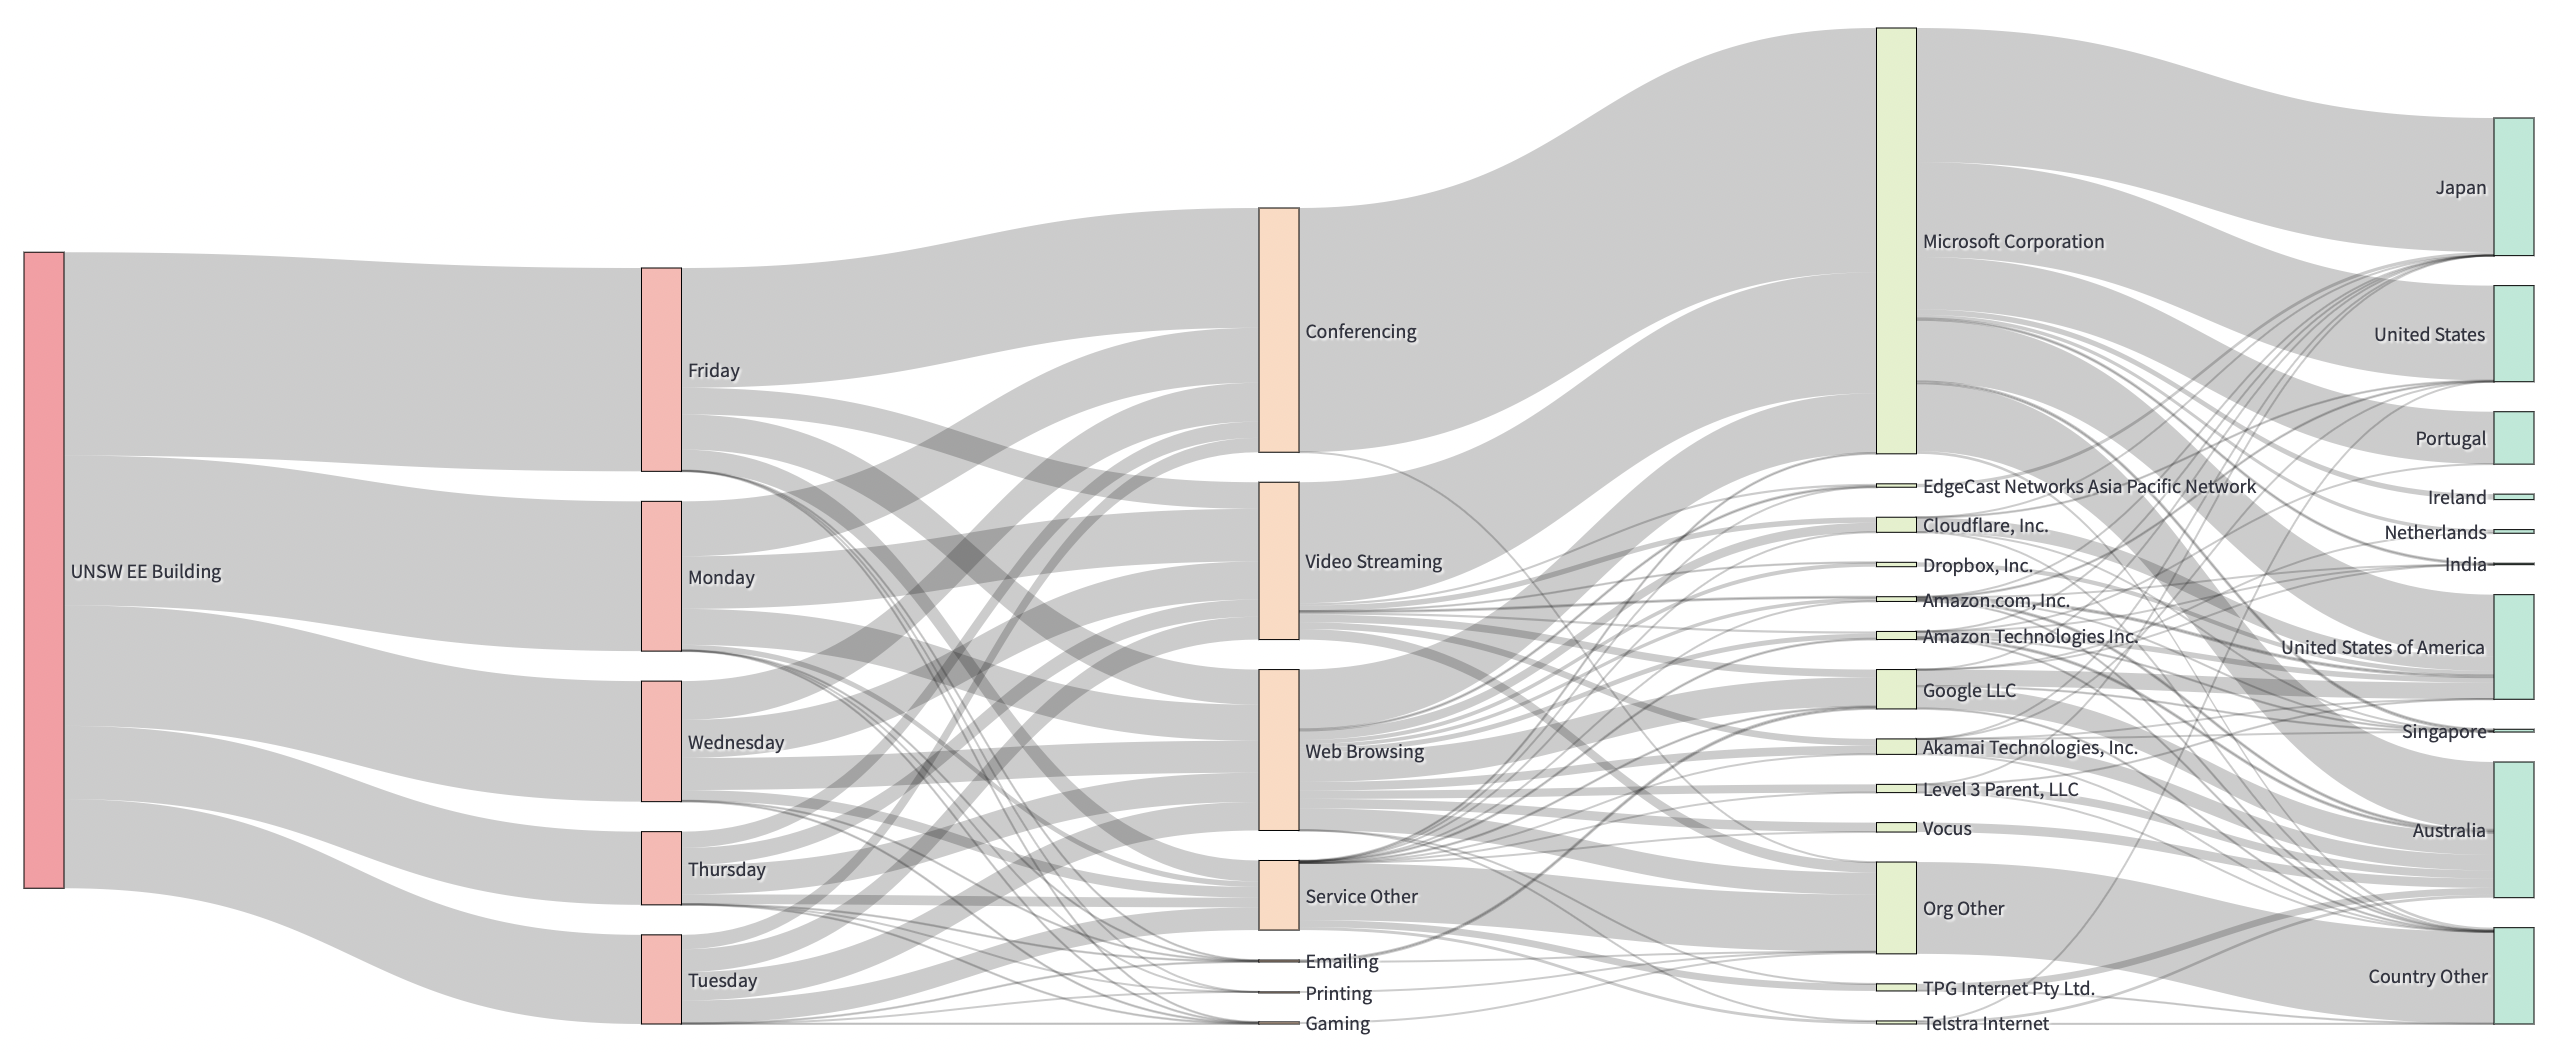 UNSW EE Building
Friday
Monday
Wednesday
Thursday
Tuesday
Conferencing
Video Streaming
Web Browsing
Service Other
Emailing
Printing
Gaming
Microsoft Corporation
EdgeCast Networks Asia Pacific Network
Cloudflare, Inc.
Dropbox, Inc.
Amazon.com, Inc.
Amazon Technologies Inc.
Google LLC
Akamai Technologies, Inc.
Level 3 Parent, LLC
Vocus
Org Other
TPG Internet Pty Ltd.
Telstra Internet
Japan
United States
Portugal
Ireland
Netherlands
India
United States of America
Singapore
Australia
Country Other